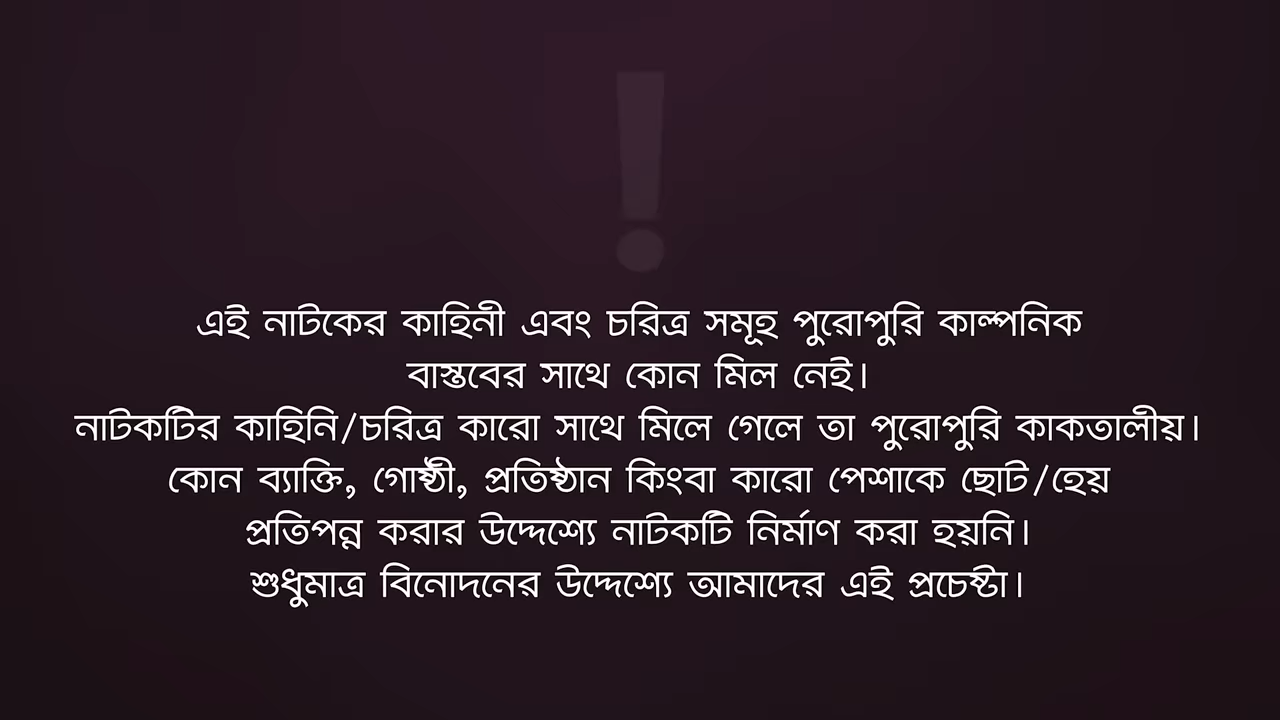 এই নাটকের কাহিনী এবং চরিত্র সমূহ পুরোপুরি কাল্পনিক
বাস্তবের সাথে কোন মিল নেই।
নাটকটির কাহিনি/চরিত্র কারো সাথে মিলে গেলে তা পুরোপুরি কাকতালীয়।
কোন ব্যাক্তি, গোষ্ঠী, প্রতিষ্ঠান কিংবা কারো পেশাকে ছোট/হেয়
প্রতিপন্ন করার উদ্দেশ্যে নাটকটি নির্মাণ করা হয়নি।
শুধুমাত্র বিনোদনের উদ্দেশ্যে আমাদের এই প্রচেষ্টা।